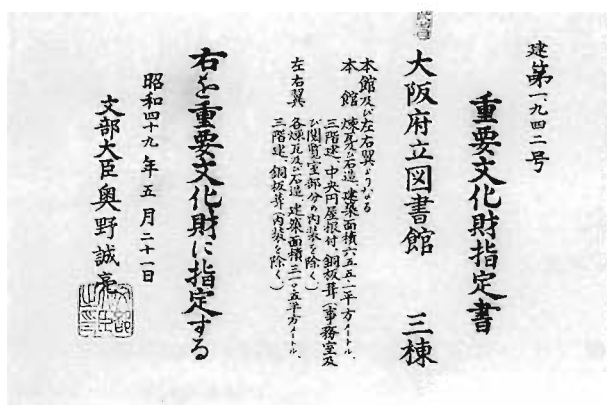 建第一、九四二号
重要文化財指定書
大阪府立図書館　三棟
本館及び左右翼よりなる
本館　煉瓦及び石造、建築面積六五五・一平方メートル、
三階建、中央円屋根付、銅板葺（事務室及
び閲覧室部分の内装を除く。）
左右翼　各煉瓦及び石造、建築面積三一〇・五平方メートル、
三階建、銅板葺（内装を除く。）
右を重要文化財に指定する
昭和四十九年五月二十一日
文部大臣奥野誠亮